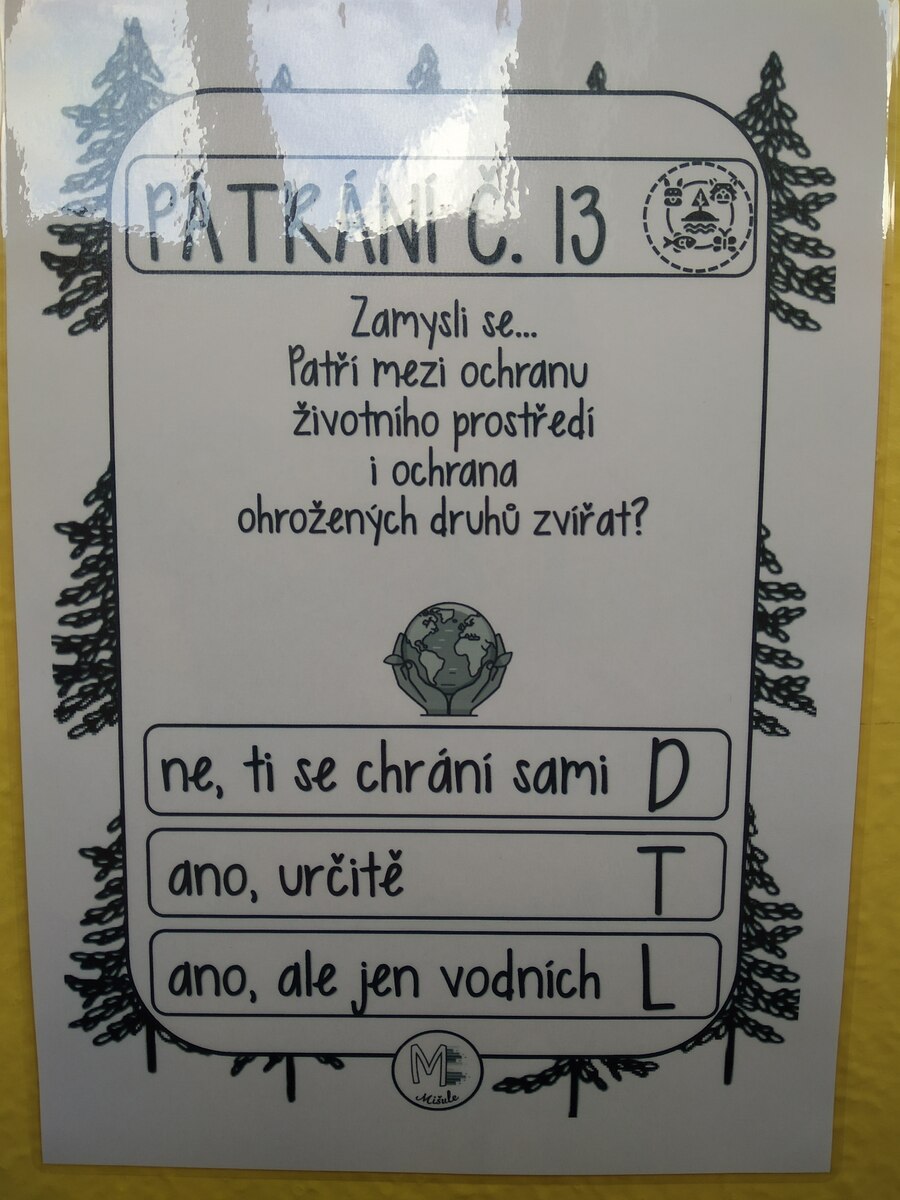 PÁTRÁNÍ Č. 13
Zamysli se...
Patří mezi ochranu
životního prostředí
i ochrana
ohrožených druhů zvířat?
ne, ti se chrání sami D
ano, určitě T
ano, ale jen vodních L
M
Mišule